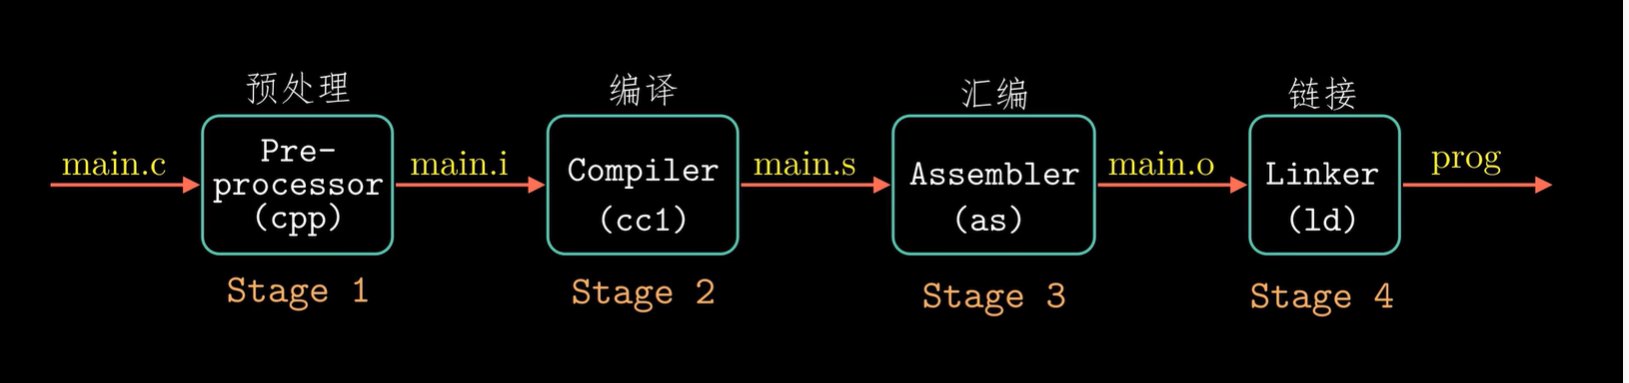 预处理
编译
汇编
链接
main.c
Pre-
processor
(cpp)
main.i
Compiler
(cc1)
main.s
Assembler
(as)
main.o
Linker
(ld)
prog
Stage 1
Stage 2
Stage 3
Stage 4